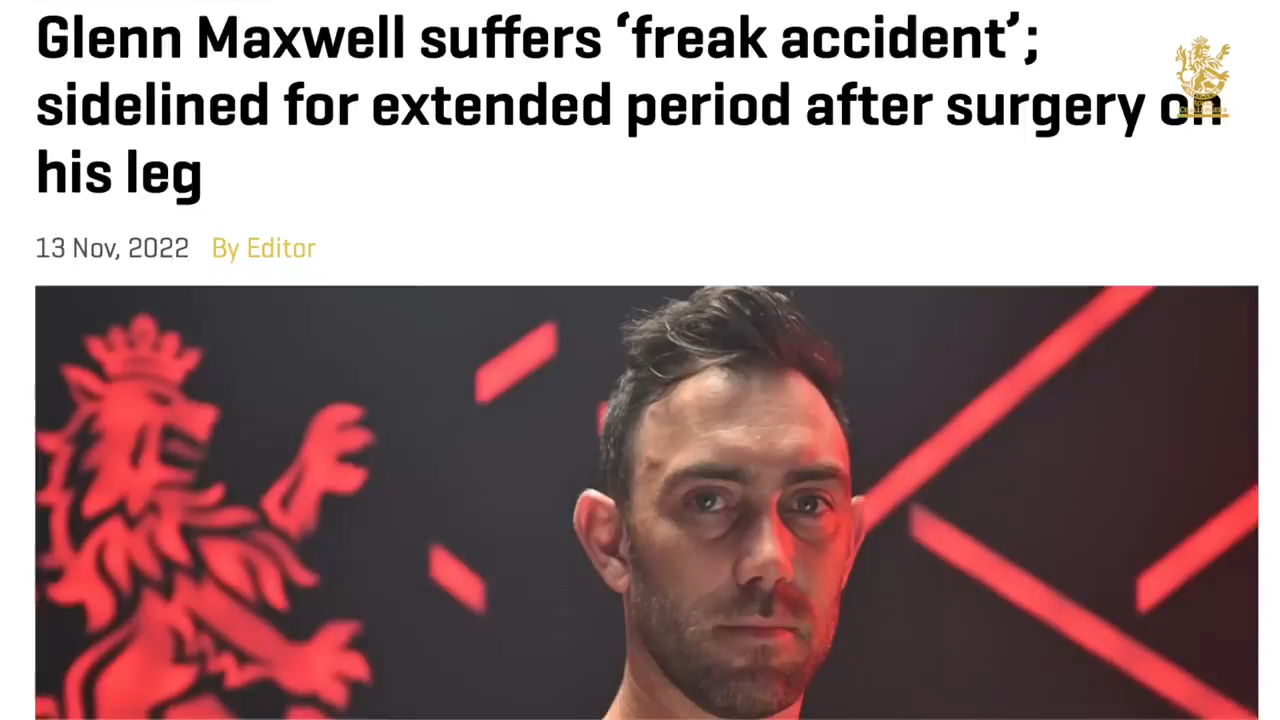 Glenn Maxwell suffers ‘freak accident’;
sidelined for extended period after surgery on
his leg
13 Nov, 2022 By Editor